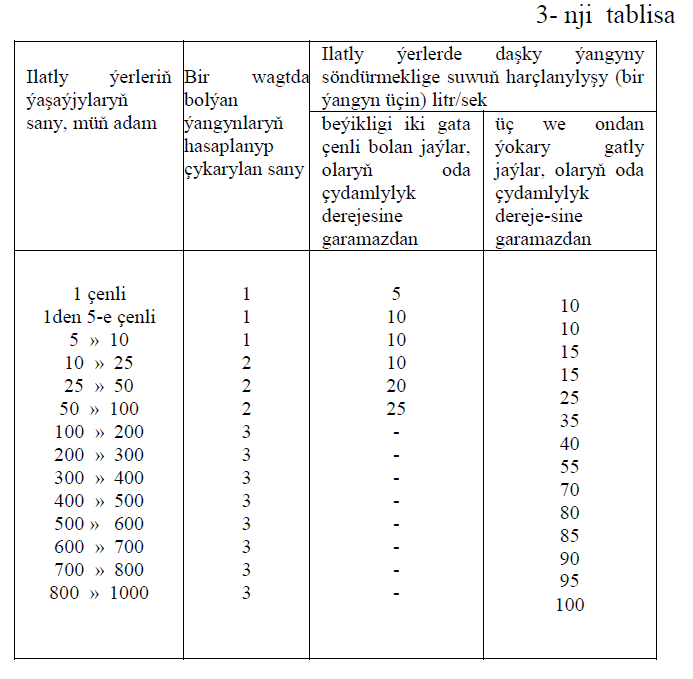 3- nji tablisa
Ilatly ýerleriň
ýaşaýjylaryň
sany, müň adam
Bir wagtda
bolýan
ýangynlaryň
hasaplanyp
çykarylan sany
Ilatly ýerlerde daşky ýangyny
söndürmeklige suwuň harçlanylyşy (bir
ýangyn üçin) litr/sek
beýikligi iki gata
çenli bolan jaýlar,
olaryň oda
çydamlylyk
derejesine
garamazdan
üç we ondan
ýokary gatly
jaýlar, olaryň oda
çydamlylyk
dereje-sine
garamazdan
1 çenli 1 5 10
1den 5-e çenli 1 10 10
5 » 10 1 10 15
10 » 25 2 10 15
25 » 50 2 20 25
50 » 100 2 25 35
100 » 200 3 - 40
200 » 300 3 - 55
300 » 400 3 - 70
400 » 500 3 - 80
500 » 600 3 - 85
600 » 700 3 - 90
700 » 800 3 - 95
800 » 1000 3 - 100